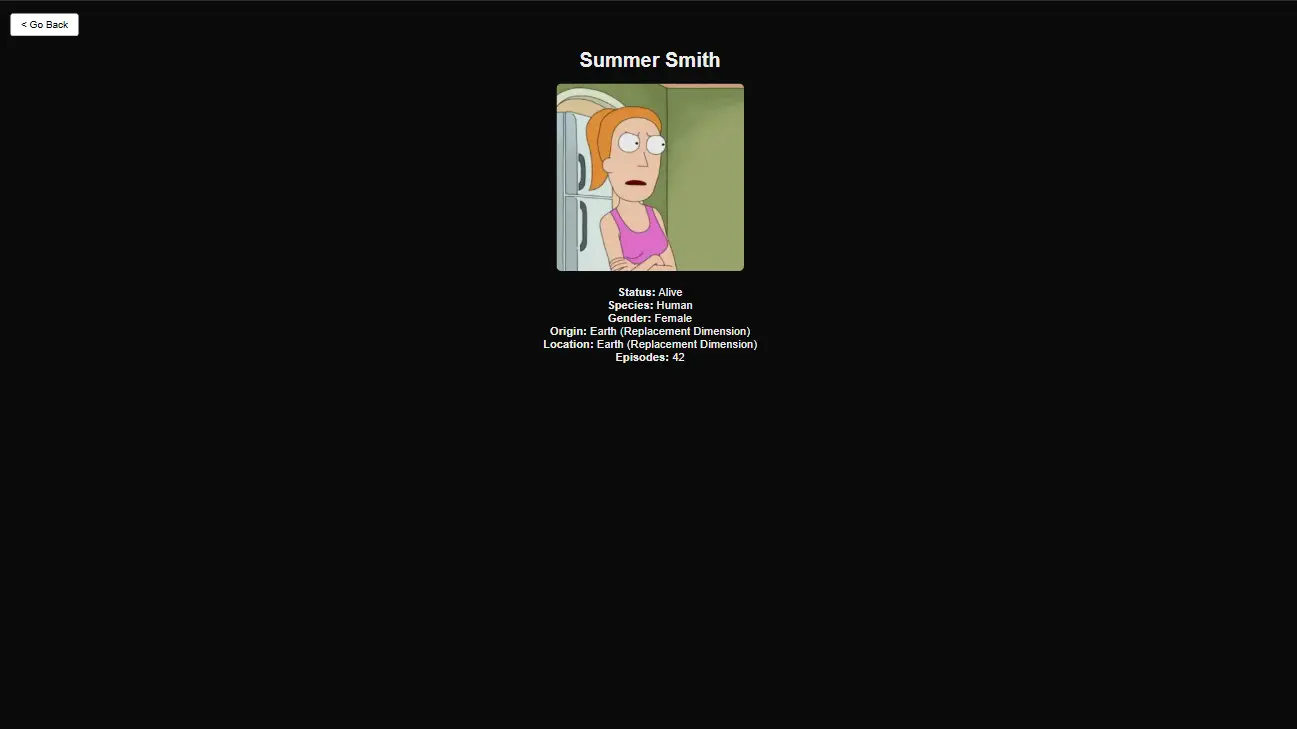 < Go Back
Summer Smith
Status: Alive
Species: Human
Gender: Female
Origin: Earth (Replacement Dimension)
Location: Earth (Replacement Dimension)
Episodes: 42